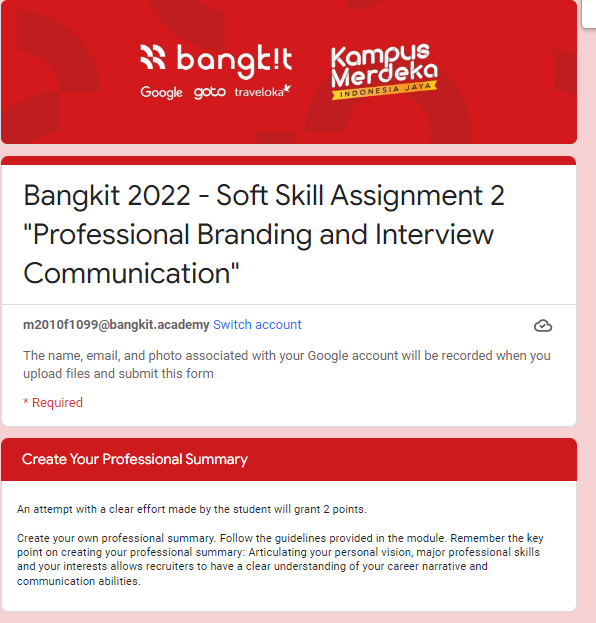 bangk!t
Kampus
Merdeka
INDONESIA JAYA
Google goto traveloka
Bangkit 2022 - Soft Skill Assignment 2
"Professional Branding and Interview
Communication"
m2010f1099@bangkit.academy Switch account
The name, email, and photo associated with your Google account will be recorded when you
upload files and submit this form
* Required
Create Your Professional Summary
An attempt with a clear effort made by the student will grant 2 points.
Create your own professional summary. Follow the guidelines provided in the module. Remember the key
point on creating your professional summary: Articulating your personal vision, major professional skills
and your interests allows recruiters to have a clear understanding of your career narrative and
communication abilities.